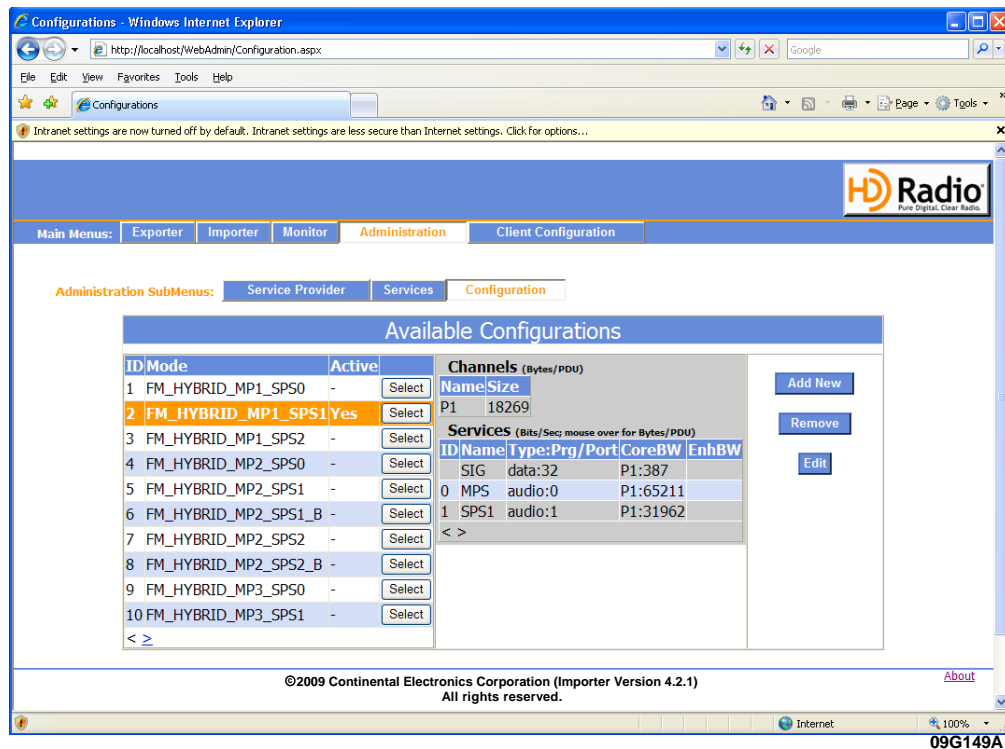 Configurations - Windows Internet Explorer
http://localhost/WebAdmin/Configuration.aspx
Google
File Edit View Favorites Tools Help
Configurations
Page Tools
Intranet settings are now turned off by default. Intranet settings are less secure than Internet settings. Click for options...
HD Radio
Pure Digital. Clear Radio.
Main Menus: Exporter Importer Monitor Administration Client Configuration
Administration SubMenus: Service Provider Services Configuration
Available Configurations
ID Mode Active
1 FM_HYBRID_MP1_SPS0 - Select
2 FM_HYBRID_MP1_SPS1 Yes Select
3 FM_HYBRID_MP1_SPS2 - Select
4 FM_HYBRID_MP2_SPS0 - Select
5 FM_HYBRID_MP2_SPS1 - Select
6 FM_HYBRID_MP2_SPS1_B - Select
7 FM_HYBRID_MP2_SPS2 - Select
8 FM_HYBRID_MP2_SPS2_B - Select
9 FM_HYBRID_MP3_SPS0 - Select
10 FM_HYBRID_MP3_SPS1 - Select
< >
Channels (Bytes/PDU)
Name Size
P1 18269
Services (Bits/Sec; mouse over for Bytes/PDU)
ID Name Type:Prg/Port CoreBW EnhBW
SIG data:32 P1:387
0 MPS audio:0 P1:65211
1 SPS1 audio:1 P1:31962
< >
Add New
Remove
Edit
©2009 Continental Electronics Corporation (Importer Version 4.2.1)
All rights reserved.
About
Internet
100%
09G149A